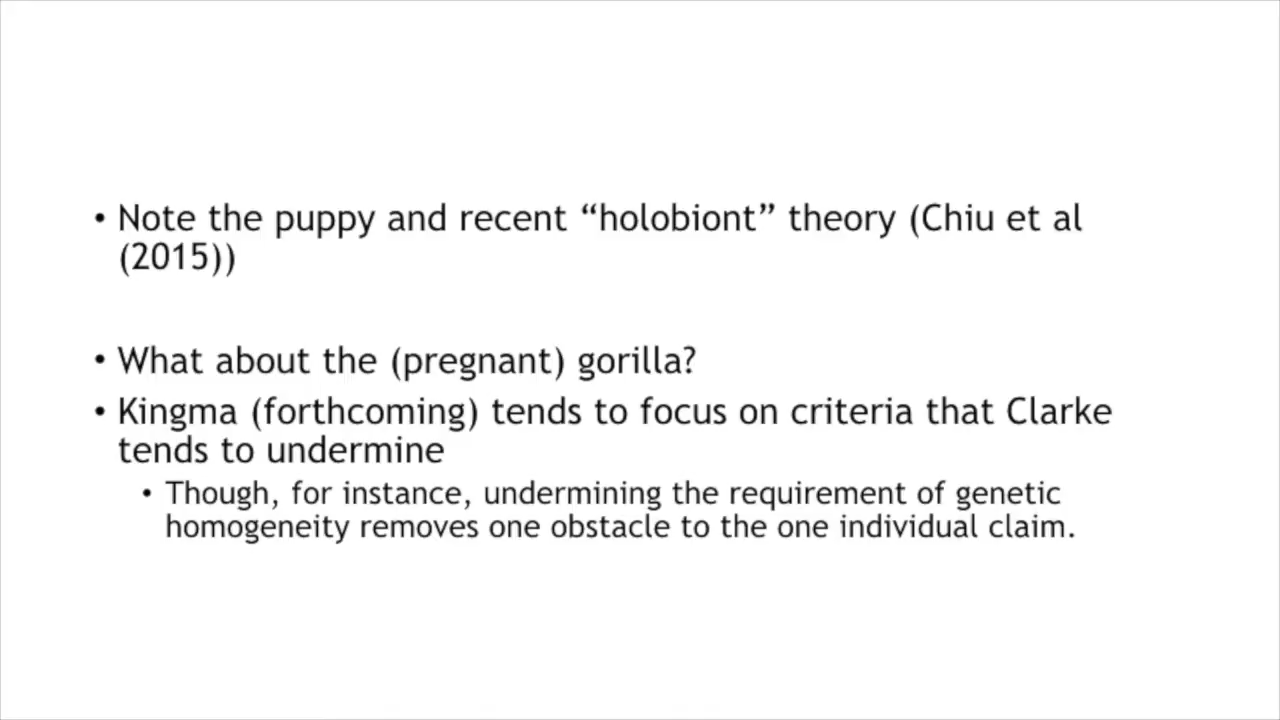 • Note the puppy and recent “holobiont” theory (Chiu et al
(2015))
• What about the (pregnant) gorilla?
• Kingma (forthcoming) tends to focus on criteria that Clarke
tends to undermine
• Though, for instance, undermining the requirement of genetic
homogeneity removes one obstacle to the one individual claim.